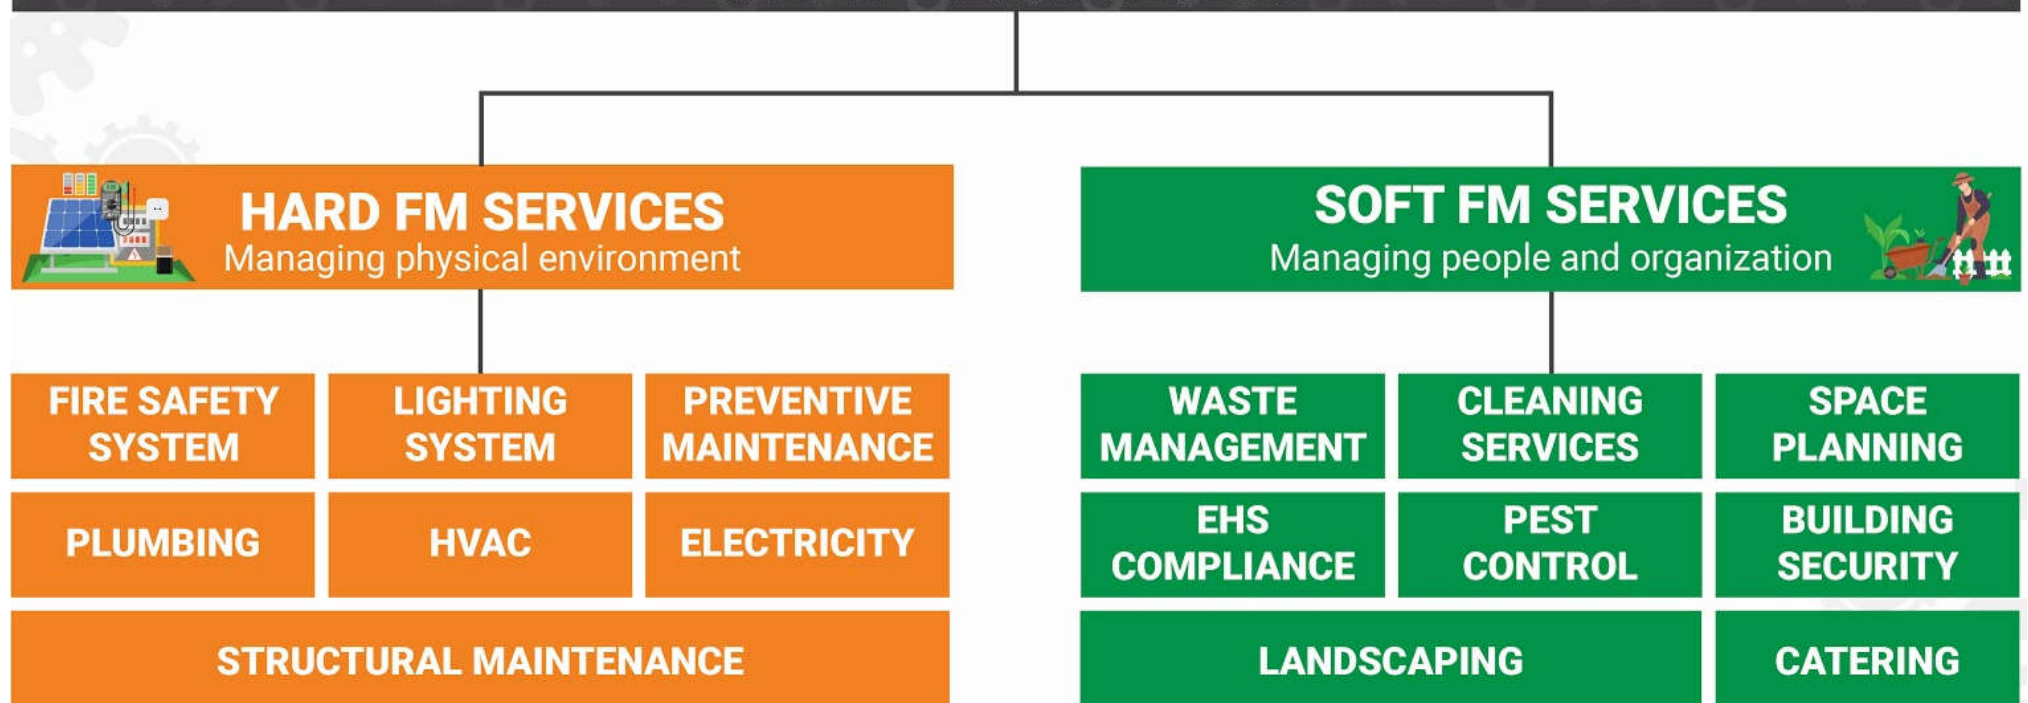 HARD FM SERVICES
Managing physical environment
FIRE SAFETY
SYSTEM
LIGHTING
SYSTEM
PREVENTIVE
MAINTENANCE
PLUMBING
HVAC
ELECTRICITY
STRUCTURAL MAINTENANCE
SOFT FM SERVICES
Managing people and organization
WASTE
MANAGEMENT
CLEANING
SERVICES
SPACE
PLANNING
EHS
COMPLIANCE
PEST
CONTROL
BUILDING
SECURITY
LANDSCAPING
CATERING